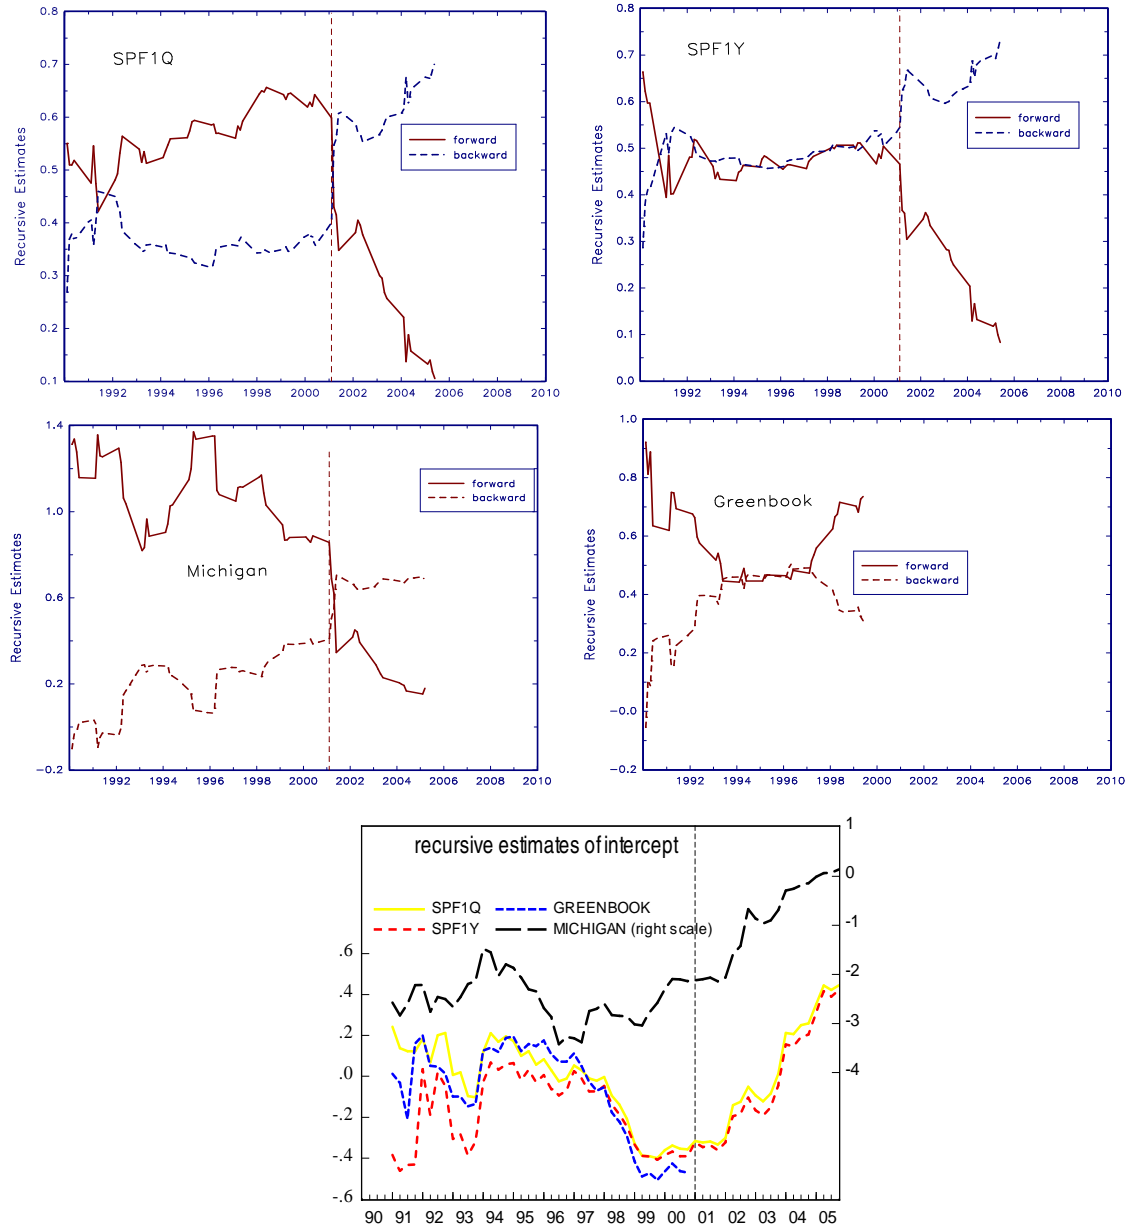 SPF1Q
Recursive Estimates
0.8
0.7
0.6
0.5
0.4
0.3
0.2
0.1
forward
backward
1992 1994 1996 1998 2000 2002 2004 2006 2008 2010
SPF1Y
Recursive Estimates
0.8
0.7
0.6
0.5
0.4
0.3
0.2
0.1
0.0
forward
backward
1992 1994 1996 1998 2000 2002 2004 2006 2008 2010
Michigan
Recursive Estimates
1.4
1.0
0.6
0.2
-0.2
forward
backward
1992 1994 1996 1998 2000 2002 2004 2006 2008 2010
Greenbook
Recursive Estimates
1.0
0.8
0.6
0.4
0.2
-0.0
-0.2
forward
backward
1992 1994 1996 1998 2000 2002 2004 2006 2008 2010
recursive estimates of intercept
SPF1Q GREENBOOK
SPF1Y MICHIGAN (right scale)
.6
.4
.2
.0
-.2
-.4
-.6
1
0
-1
-2
-3
-4
90 91 92 93 94 95 96 97 98 99 00 01 02 03 04 05